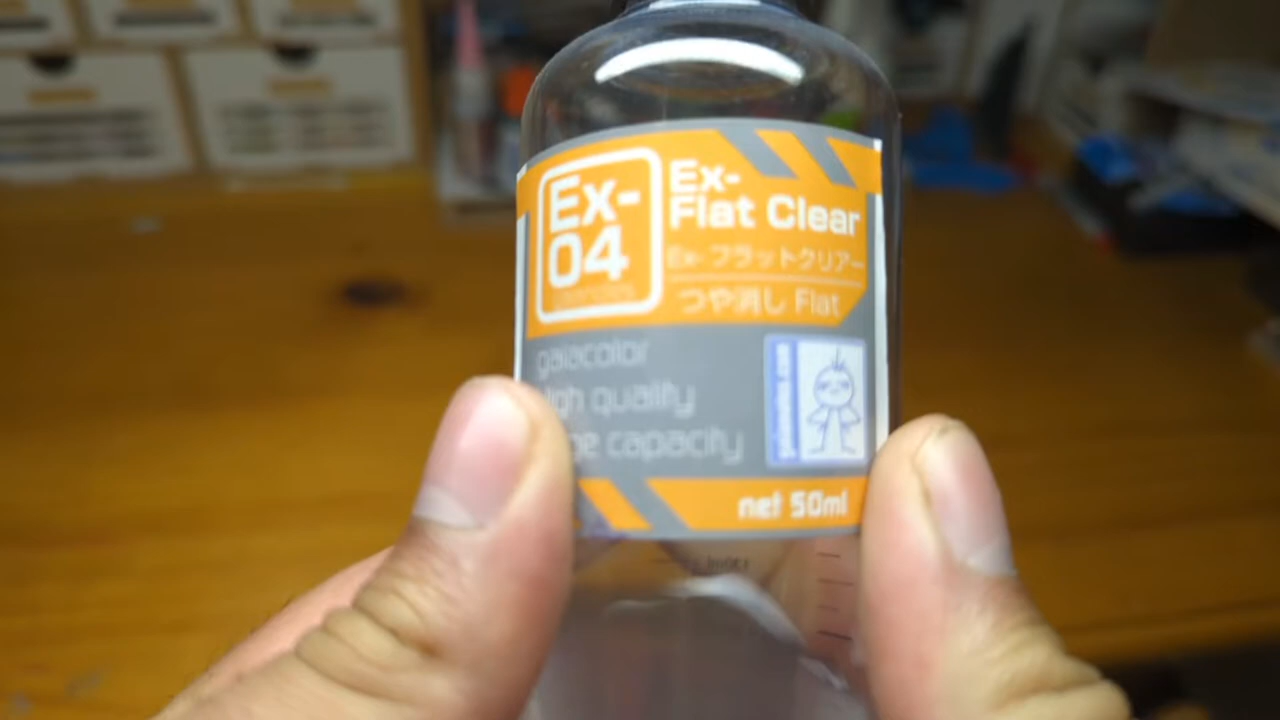 Ex-
04
Ex-
Flat Clear
Ex- フラットクリアー
つや消し Flat
gaiacolor
high quality
capacity
net 50ml